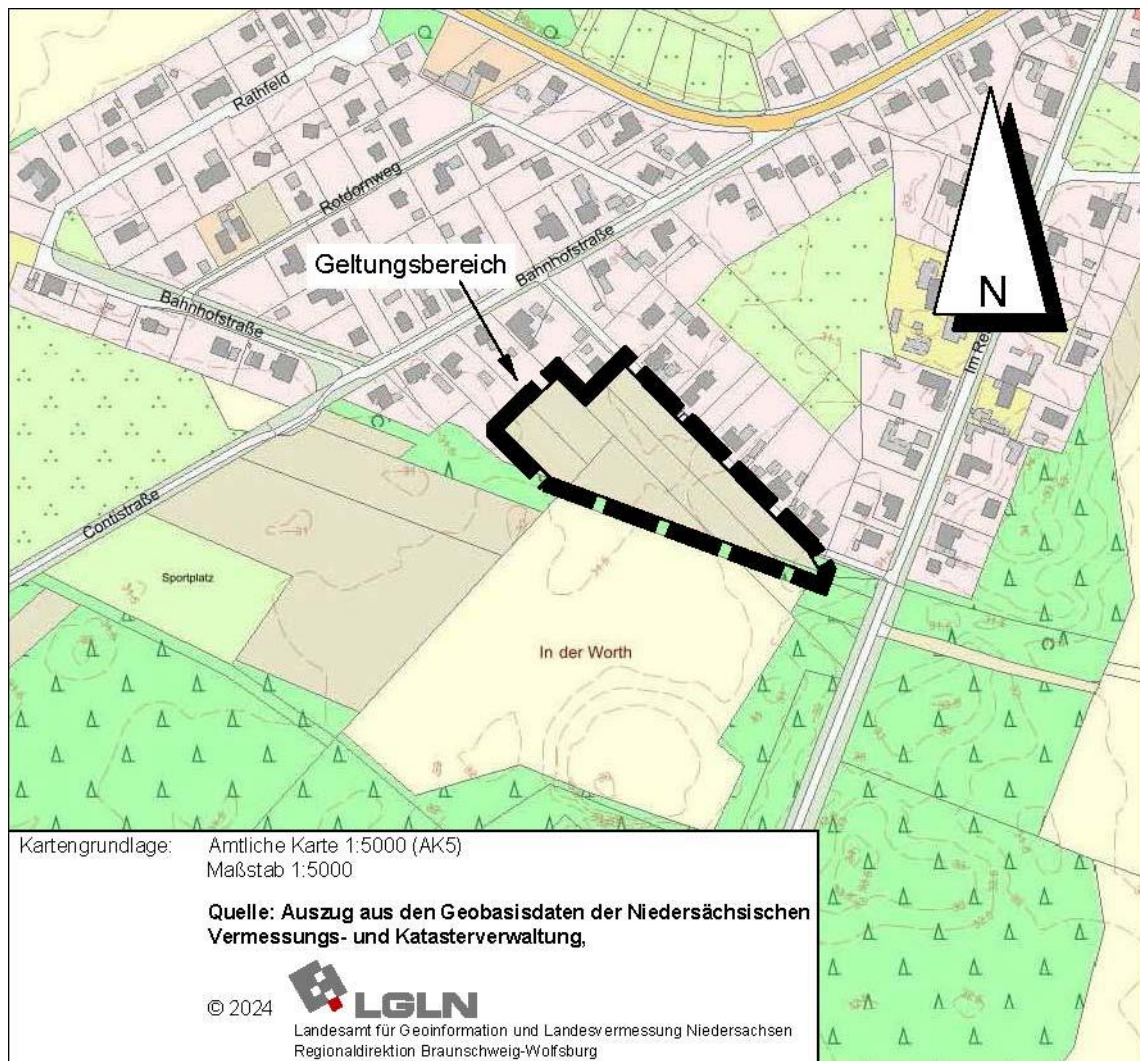 Rathfeld
Rotdornweg
Geltungsbereich
Bahnhofstraße
Bahnhofstraße
N
Im Re
Contistraße
Sportplatz
In der Worth
Kartengrundlage: Amtliche Karte 1:5000 (AK5)
Maßstab 1:5000
Quelle: Auszug aus den Geobasisdaten der Niedersächsischen
Vermessungs- und Katasterverwaltung,
© 2024 LGLN
Landesamt für Geoinformation und Landesvermessung Niedersachsen
Regionaldirektion Braunschweig-Wolfsburg